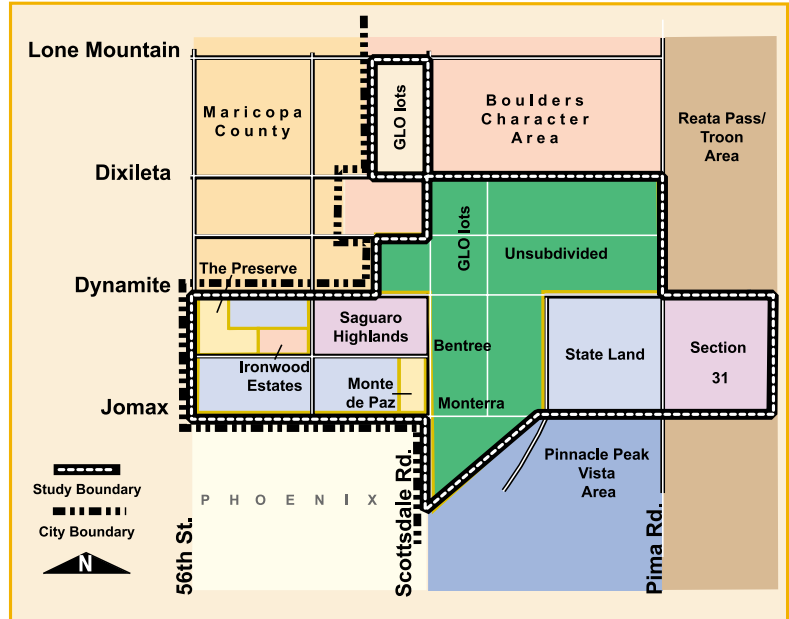 Lone Mountain
Maricopa
County
GLO lots
Boulders
Character
Area
Reata Pass/
Troon
Area
Dixileta
GLO lots
Unsubdivided
Dynamite
The Preserve
Saguaro
Highlands
Bentree
State Land
Section
31
Ironwood
Estates
Monte
de Paz
Monterra
Jomax
Pinnacle Peak
Vista
Area
Study Boundary
City Boundary
N
PHOENIX
56th St.
Scottsdale Rd.
Pima Rd.